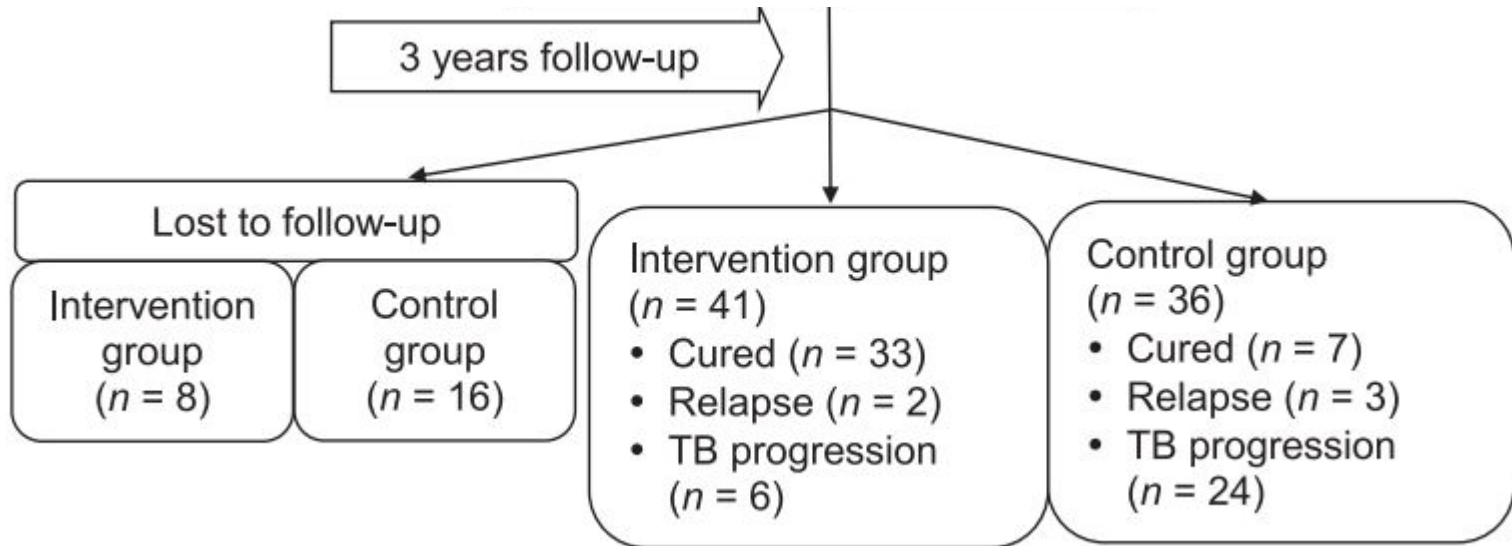 3 years follow-up
Lost to follow-up
Intervention
group
(n = 8)
Control
group
(n = 16)
Intervention group
(n = 41)
• Cured (n = 33)
• Relapse (n = 2)
• TB progression
(n = 6)
Control group
(n = 36)
• Cured (n = 7)
• Relapse (n = 3)
• TB progression
(n = 24)